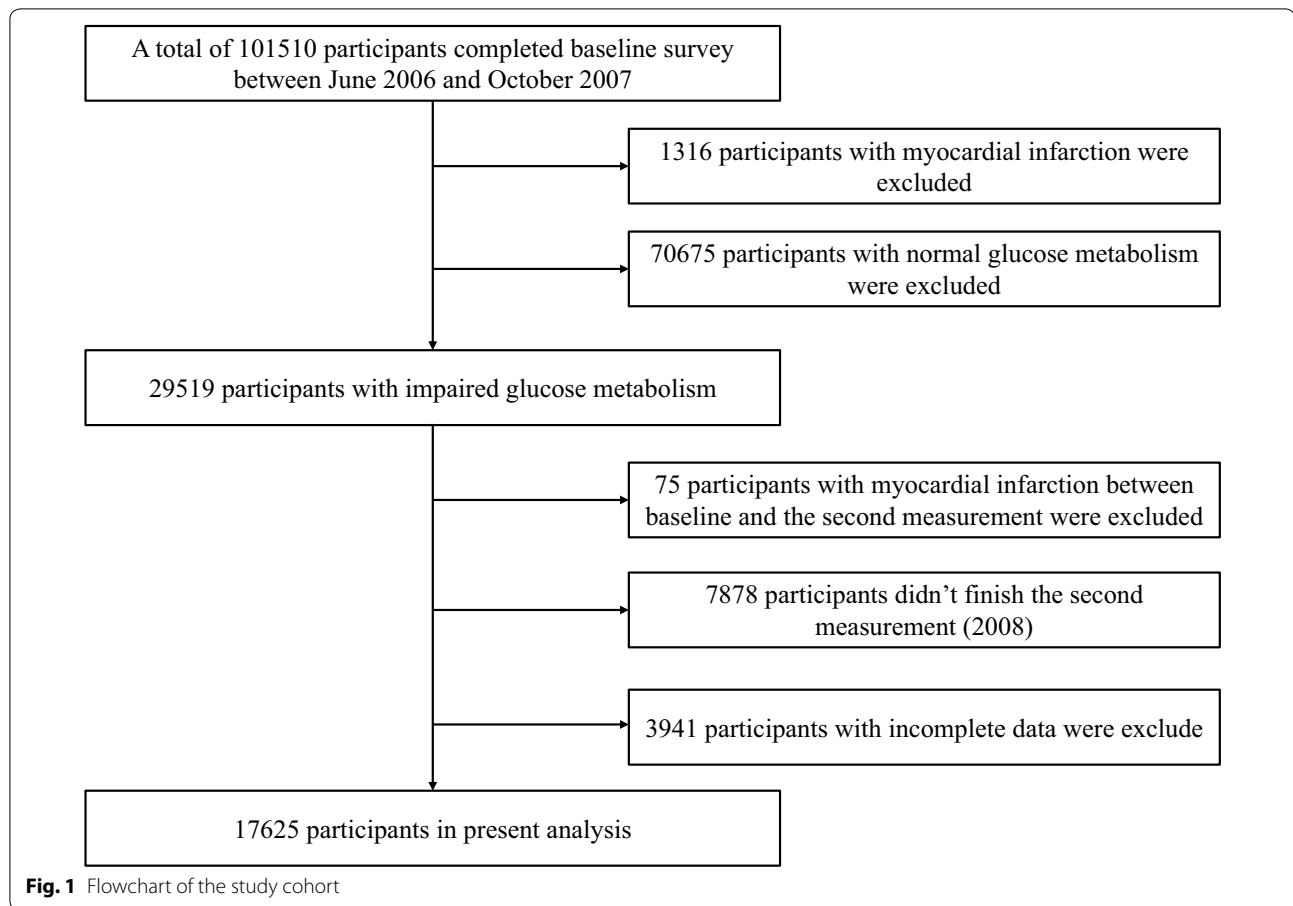 A total of 101510 participants completed baseline survey
between June 2006 and October 2007
1316 participants with myocardial infarction were
excluded
70675 participants with normal glucose metabolism
were excluded
29519 participants with impaired glucose metabolism
75 participants with myocardial infarction between
baseline and the second measurement were excluded
7878 participants didn’t finish the second
measurement (2008)
3941 participants with incomplete data were exclude
17625 participants in present analysis
Fig. 1 Flowchart of the study cohort